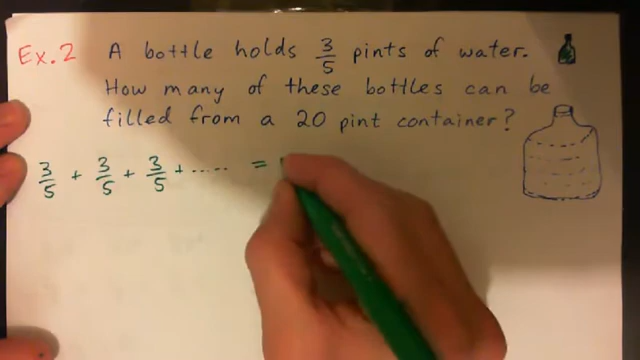 Ex.2 A bottle holds 3/5 pints of water.
How many of these bottles can be
filled from a 20 pint container?
3/5 + 3/5 + 3/5 + ...... =